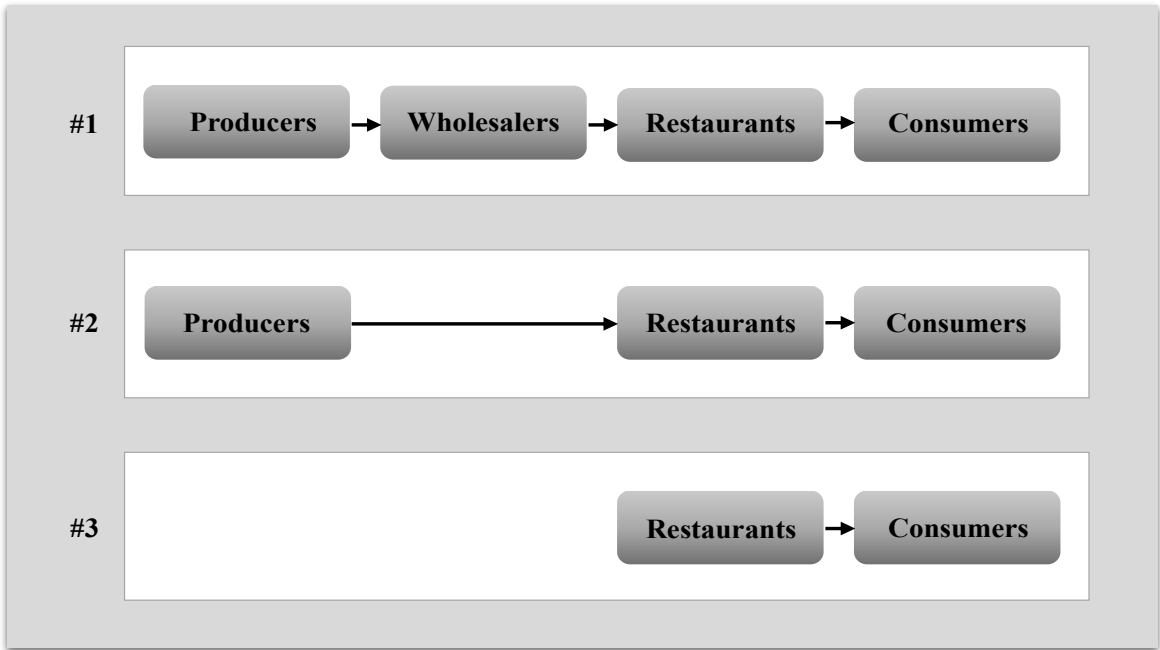 #1 Producers Wholesalers Restaurants Consumers
#2 Producers Restaurants Consumers
#3 Restaurants Consumers